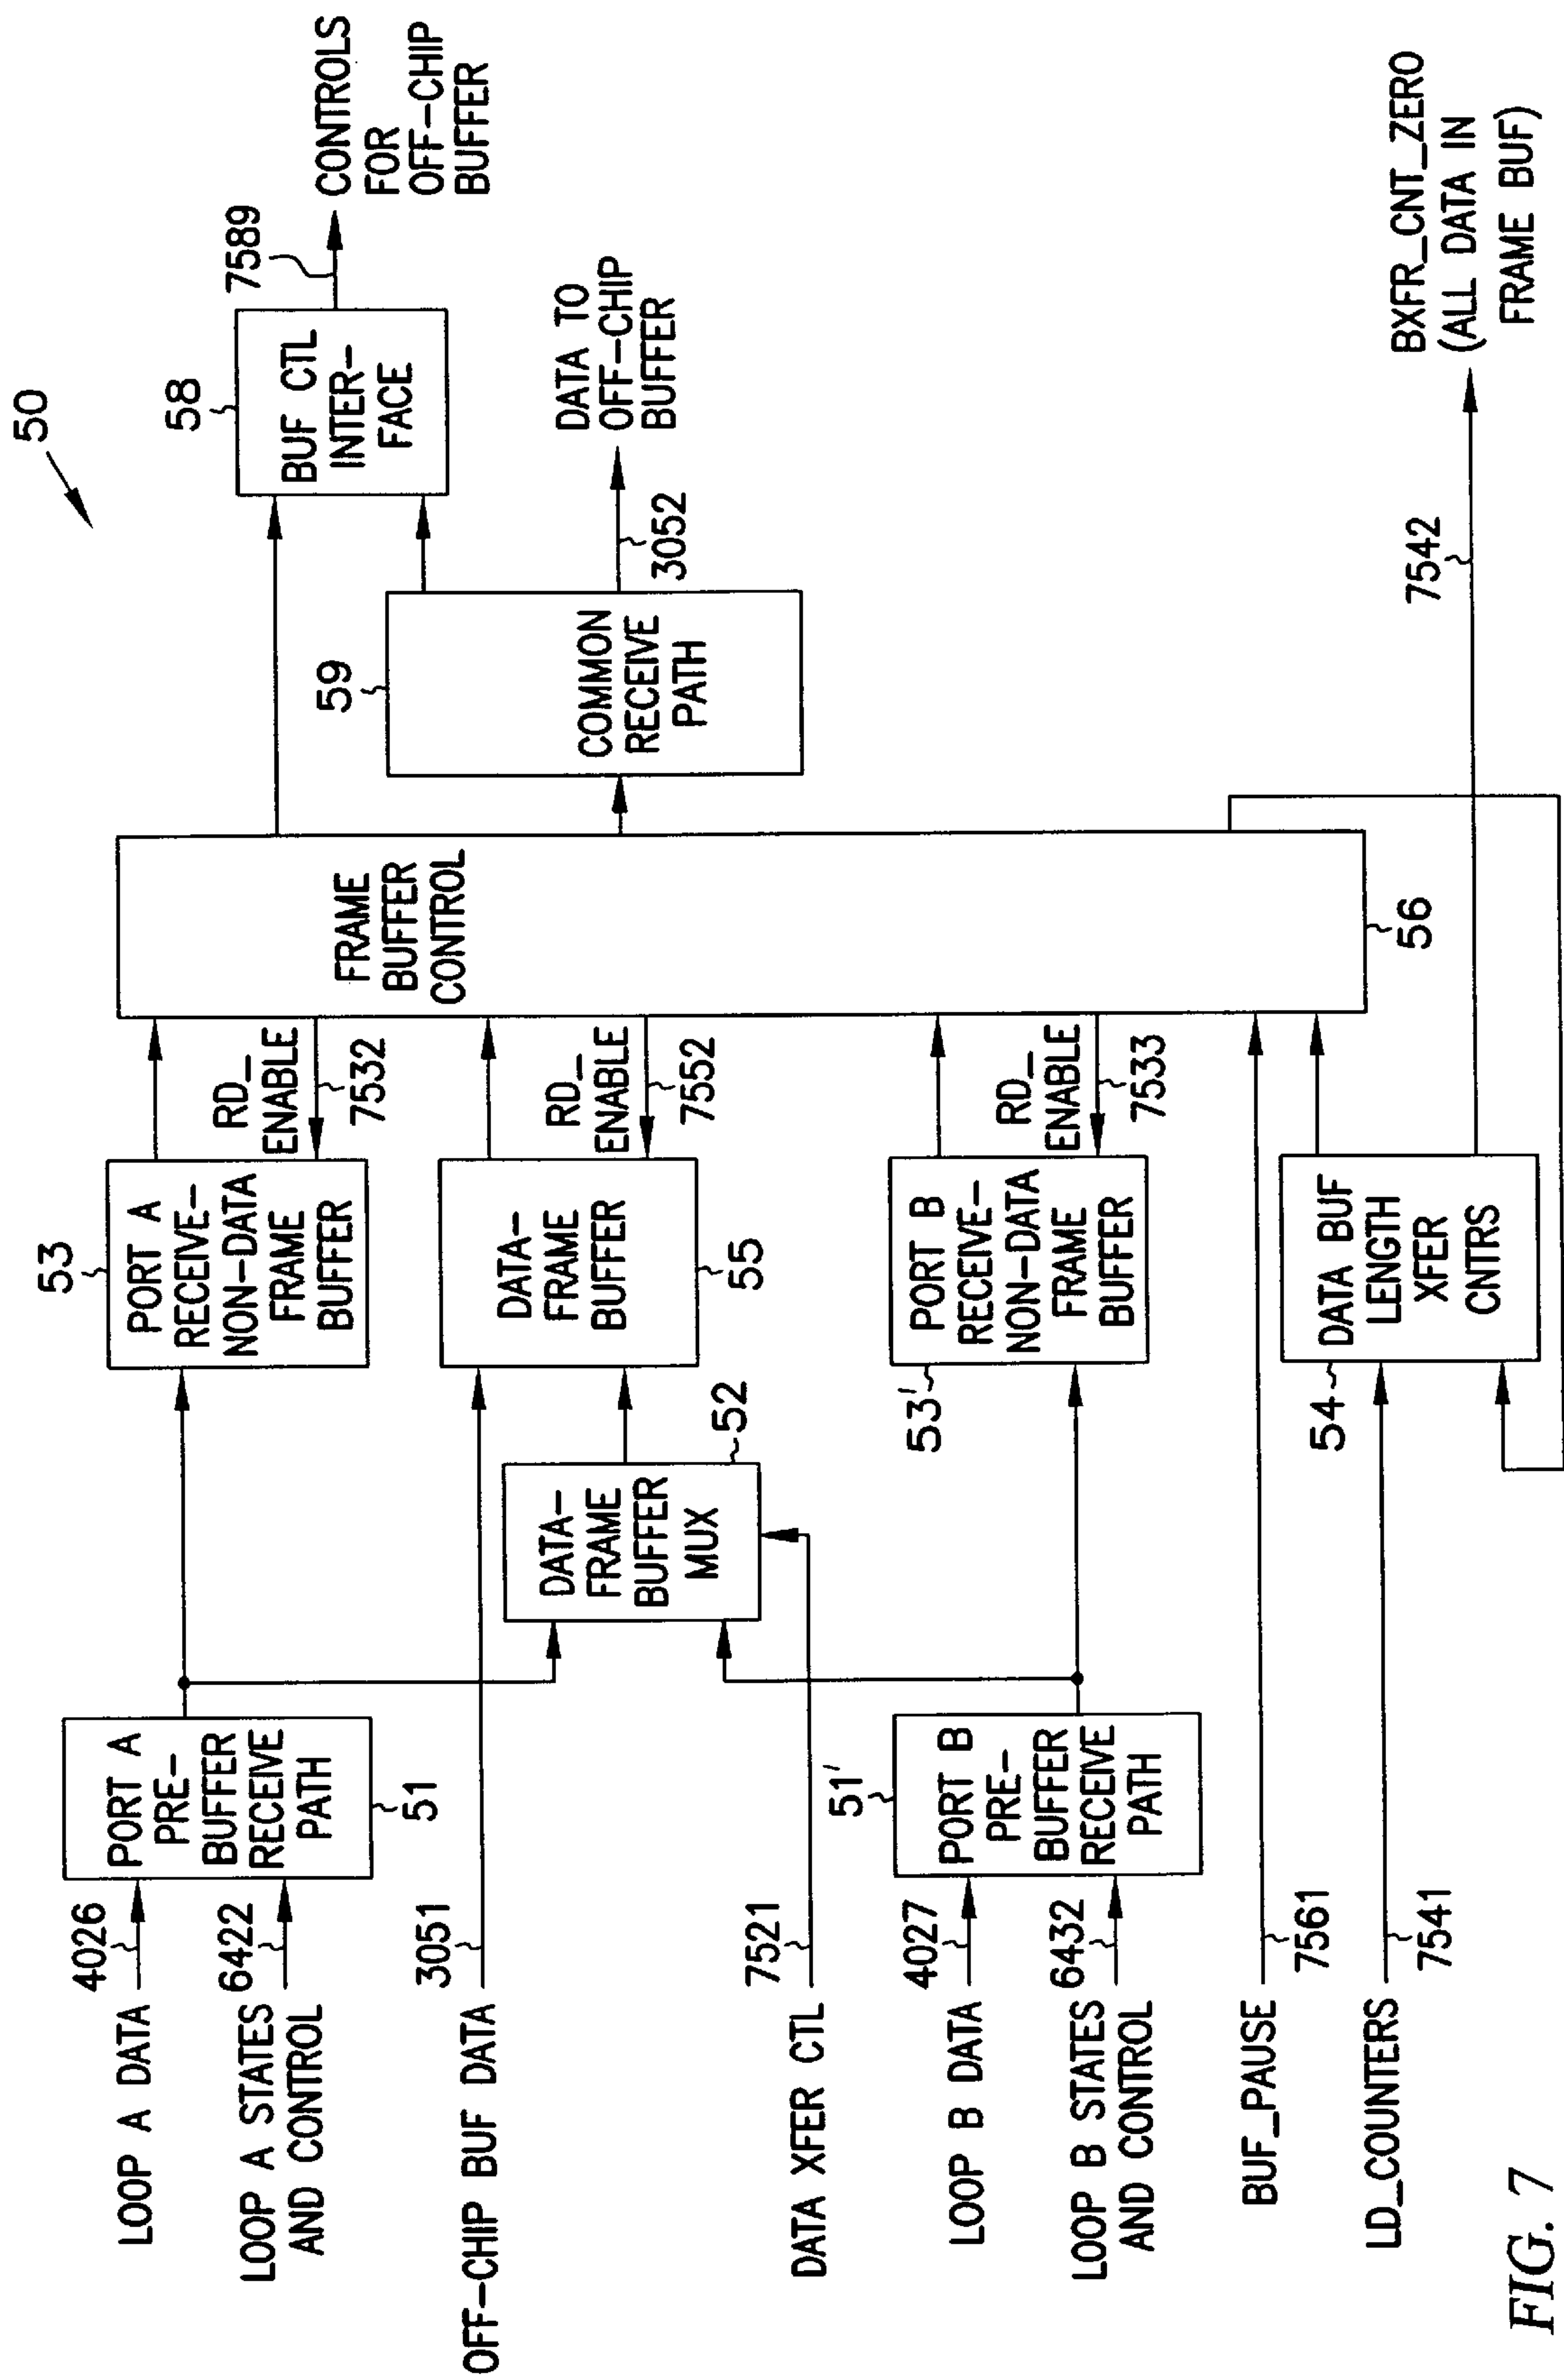 50
LOOP A DATA
4026
LOOP A STATES
AND CONTROL
6422
PORT A
PRE-
BUFFER
RECEIVE
PATH
51
OFF-CHIP BUF DATA
3051
DATA XFER CTL
7521
LOOP B DATA
4027
LOOP B STATES
AND CONTROL
6432
51'
PORT B
PRE-
BUFFER
RECEIVE
PATH
BUF_PAUSE
7561
LD_COUNTERS
7541
DATA-
FRAME
BUFFER
MUX
52
53
PORT A
RECEIVE-
NON-DATA
FRAME
BUFFER
RD_
ENABLE
7532
DATA-
FRAME
BUFFER
55
RD_
ENABLE
7552
53'
PORT B
RECEIVE-
NON-DATA
FRAME
BUFFER
RD_
ENABLE
7533
54
DATA BUF
LENGTH
XFER
CNTRS
FRAME
BUFFER
CONTROL
56
59
COMMON
RECEIVE
PATH
58
BUF CTL
INTER-
FACE
7589
CONTROLS
FOR
OFF-CHIP
BUFFER
3052
DATA TO
OFF-CHIP
BUFFER
7542
BXFR_CNT_ZERO
(ALL DATA IN
FRAME BUF)
FIG. 7